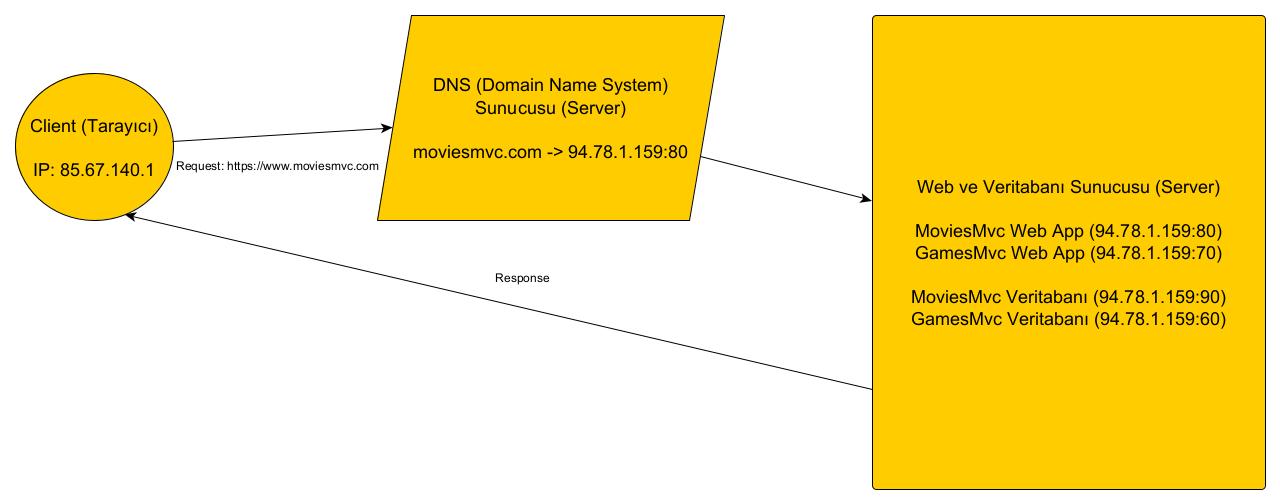 Client (Tarayıcı)
IP: 85.67.140.1
Request: https://www.moviesmvc.com
DNS (Domain Name System)
Sunucusu (Server)
moviesmvc.com -> 94.78.1.159:80
Web ve Veritabanı Sunucusu (Server)
MoviesMvc Web App (94.78.1.159:80)
GamesMvc Web App (94.78.1.159:70)
MoviesMvc Veritabanı (94.78.1.159:90)
GamesMvc Veritabanı (94.78.1.159:60)
Response